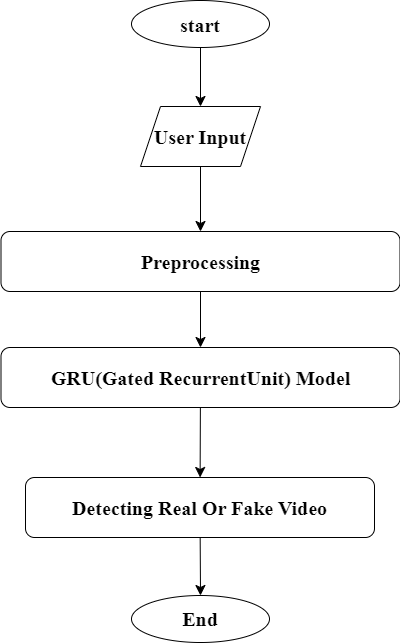 start
User Input
Preprocessing
GRU(Gated RecurrentUnit) Model
Detecting Real Or Fake Video
End